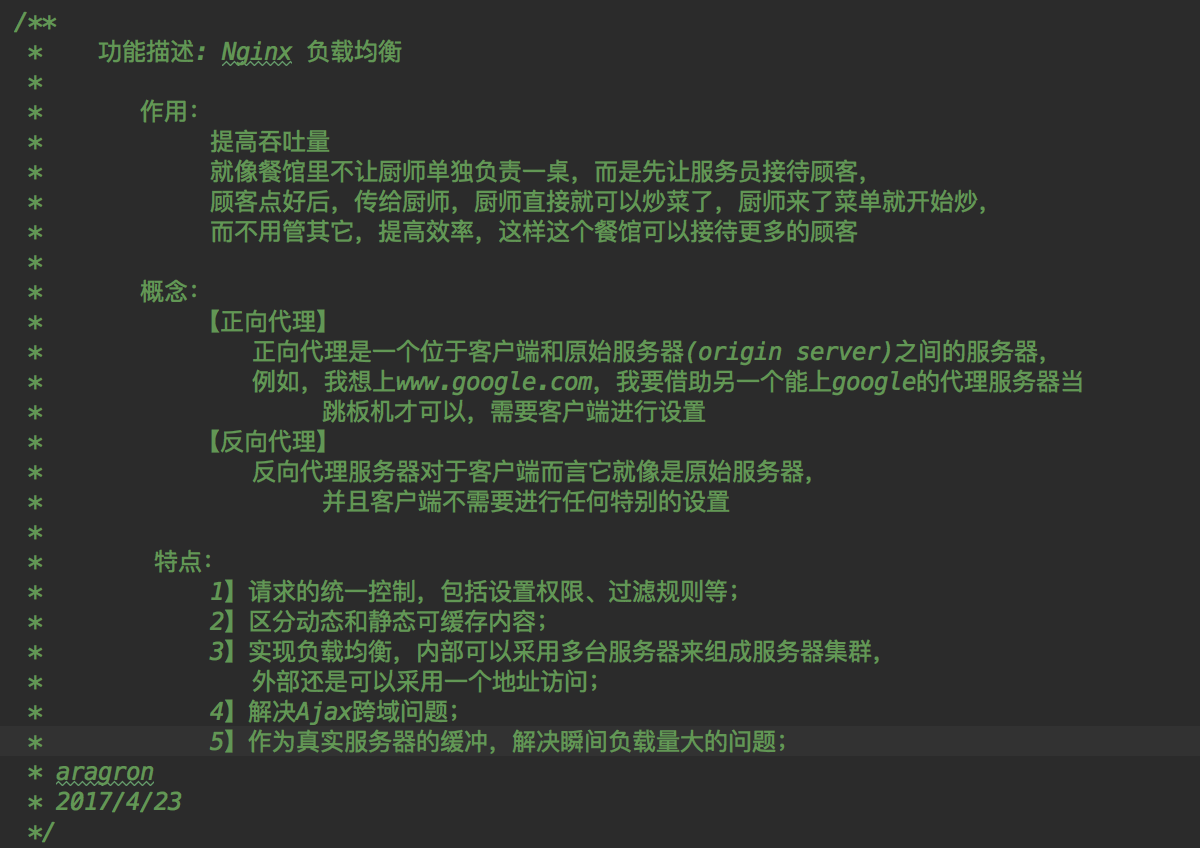 /**
*    功能描述: Nginx 负载均衡
*
*       作用:
*            提高吞吐量
*            就像餐馆里不让厨师单独负责一桌，而是先让服务员接待顾客，
*            顾客点好后，传给厨师，厨师直接就可以炒菜了，厨师来了菜单就开始炒，
*            而不用管其它，提高效率，这样这个餐馆可以接待更多的顾客
*
*       概念:
*           【正向代理】
*               正向代理是一个位于客户端和原始服务器(origin server)之间的服务器，
*               例如，我想上www.google.com，我要借助另一个能上google的代理服务器当
*                    跳板机才可以，需要客户端进行设置
*           【反向代理】
*               反向代理服务器对于客户端而言它就像是原始服务器，
*                    并且客户端不需要进行任何特别的设置
*
*        特点:
*            1】请求的统一控制，包括设置权限、过滤规则等；
*            2】区分动态和静态可缓存内容；
*            3】实现负载均衡，内部可以采用多台服务器来组成服务器集群，
*               外部还是可以采用一个地址访问；
*            4】解决Ajax跨域问题；
*            5】作为真实服务器的缓冲，解决瞬间负载量大的问题；
* aragron
* 2017/4/23
*/